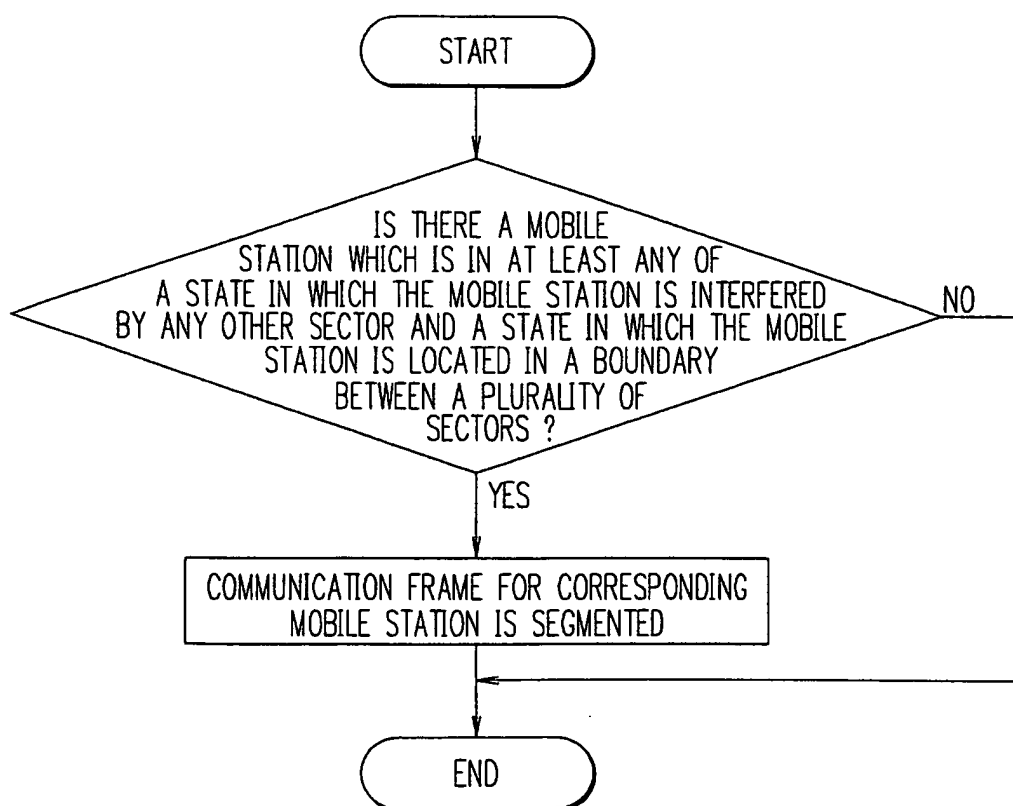 START
IS THERE A MOBILE
STATION WHICH IS IN AT LEAST ANY OF
A STATE IN WHICH THE MOBILE STATION IS INTERFERED
BY ANY OTHER SECTOR AND A STATE IN WHICH THE MOBILE
STATION IS LOCATED IN A BOUNDARY
BETWEEN A PLURALITY OF
SECTORS ?
NO
YES
COMMUNICATION FRAME FOR CORRESPONDING
MOBILE STATION IS SEGMENTED
END